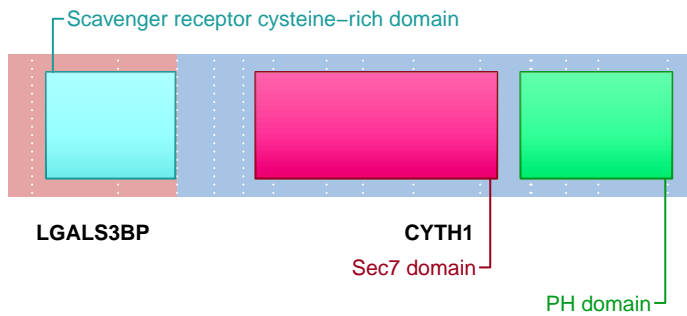 Scavenger receptor cysteine−rich domain
LGALS3BP
CYTH1
Sec7 domain
PH domain